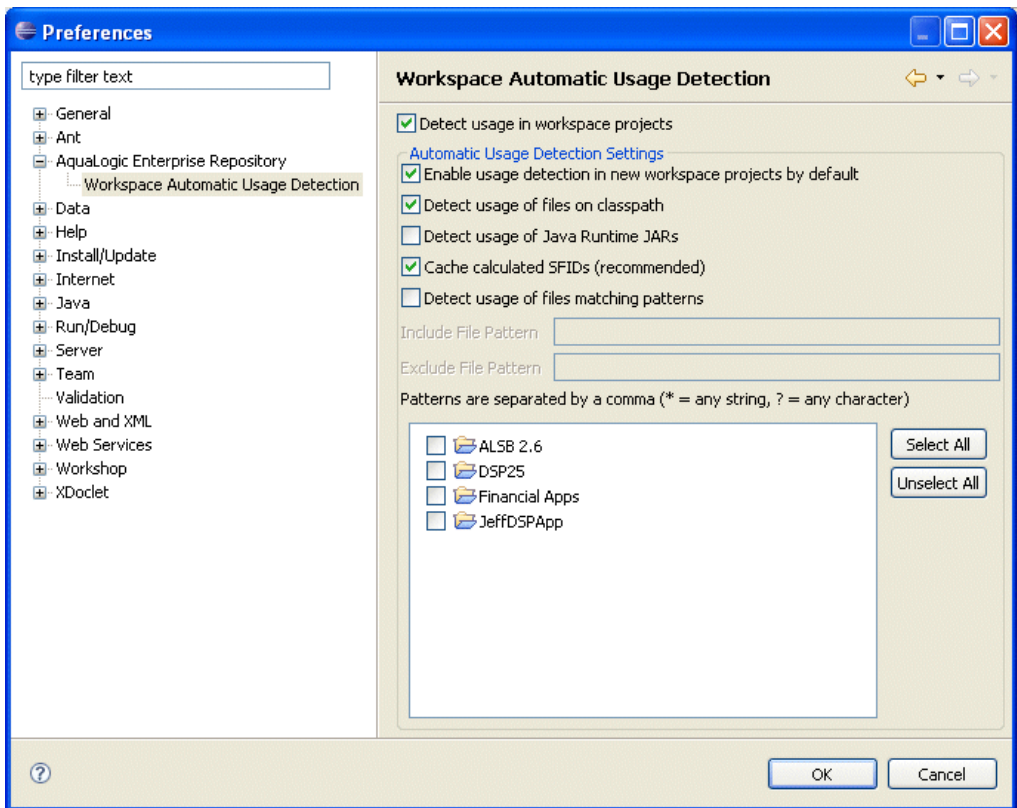 Preferences
type filter text
General
Ant
AquaLogic Enterprise Repository
Workspace Automatic Usage Detection
Data
Help
Install/Update
Internet
Java
Run/Debug
Server
Team
Validation
Web and XML
Web Services
Workshop
XDoclet
Workspace Automatic Usage Detection
Detect usage in workspace projects
Automatic Usage Detection Settings
Enable usage detection in new workspace projects by default
Detect usage of files on classpath
Detect usage of Java Runtime JARs
Cache calculated SFIDs (recommended)
Detect usage of files matching patterns
Include File Pattern
Exclude File Pattern
Patterns are separated by a comma (* = any string, ? = any character)
ALSB 2.6
DSP25
Financial Apps
JeffDSPApp
Select All
Unselect All
?
OK
Cancel